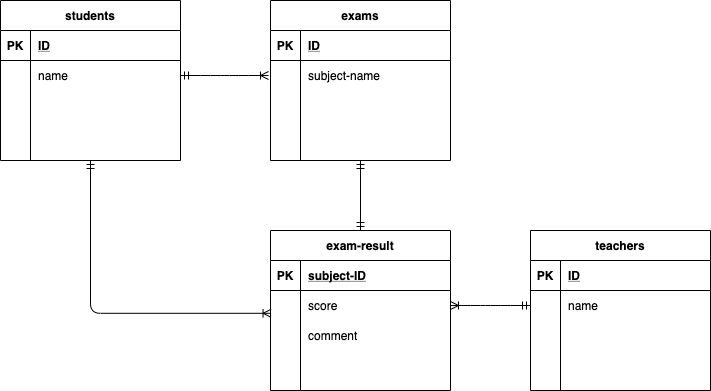 students
PK ID
name
exams
PK ID
subject-name
exam-result
PK subject-ID
score
comment
teachers
PK ID
name